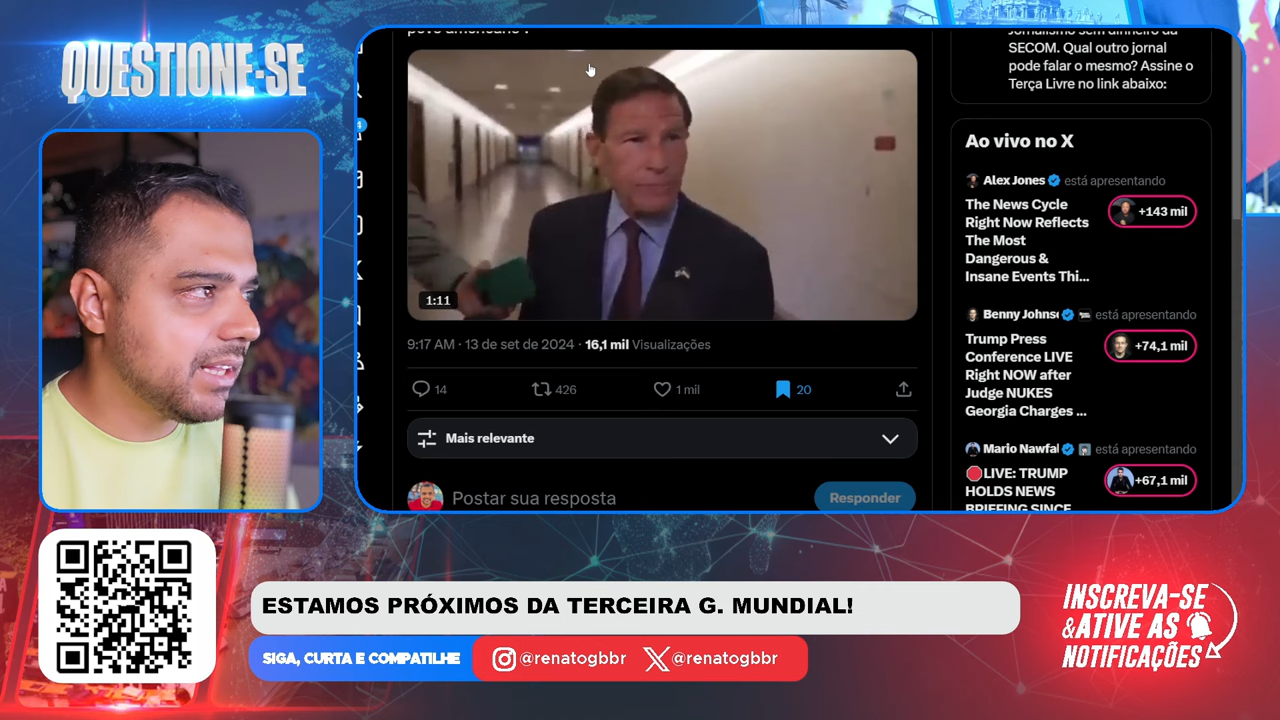 QUESTIONE-SE
povo americano".
1:11
9:17 AM · 13 de set de 2024 · 16,1 mil Visualizações
14
426
1 mil
20
Mais relevante
Postar sua resposta
Responder
Jornalismo sem dinheiro da
SECOM. Qual outro jornal
pode falar o mesmo? Assine o
Terça Livre no link abaixo:
Ao vivo no X
Alex Jones está apresentando
The News Cycle
Right Now Reflects
The Most
Dangerous &
Insane Events Thi...
+143 mil
Benny Johns está apresentando
Trump Press
Conference LIVE
Right NOW after
Judge NUKES
Georgia Charges ...
+74,1 mil
Mario Nawfal está apresentando
LIVE: TRUMP
HOLDS NEWS
BRIEFING SINCE
+67,1 mil
ESTAMOS PRÓXIMOS DA TERCEIRA G. MUNDIAL!
SIGA, CURTA E COMPATILHE
@renatogbbr
@renatogbbr
INSCREVA-SE
&ATIVE AS
NOTIFICAÇÕES